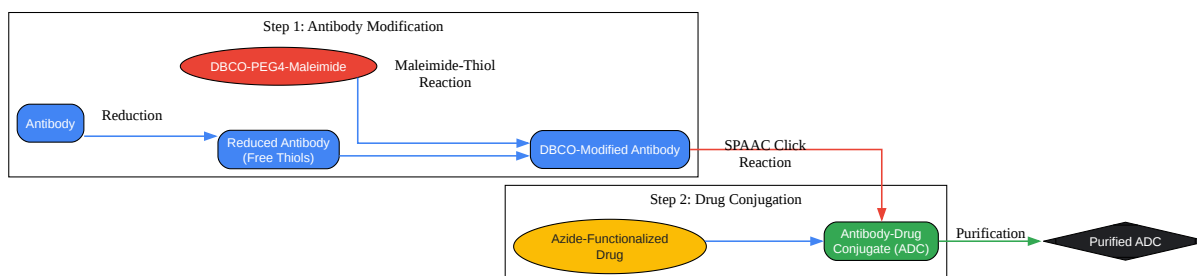 Step 1: Antibody Modification
DBCO-PEG4-Maleimide
Maleimide-Thiol
Reaction
Antibody
Reduction
Reduced Antibody
(Free Thiols)
DBCO-Modified Antibody
SPAAC Click
Reaction
Step 2: Drug Conjugation
Azide-Functionalized
Drug
Antibody-Drug
Conjugate (ADC)
Purification
Purified ADC